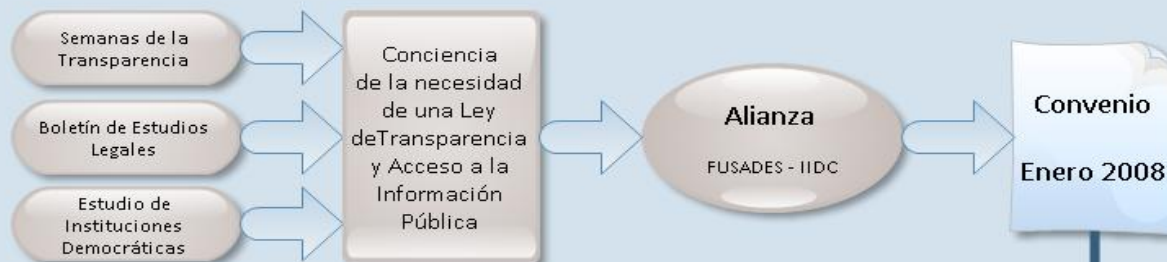 Semanas de la
Transparencia
Boletín de Estudios
Legales
Estudio de
Instituciones
Democráticas
Conciencia
de la necesidad
de una Ley
deTransparencia
y Acceso a la
Información
Pública
Alianza
FUSADES - IIDC
Convenio
Enero 2008